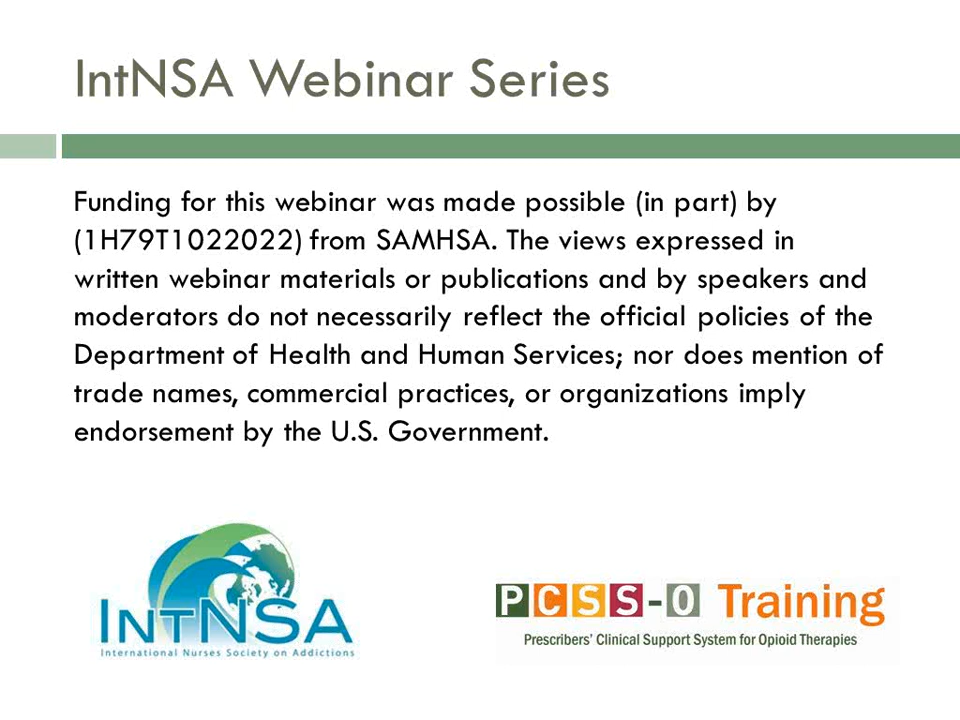 IntNSA Webinar Series
Funding for this webinar was made possible (in part) by
(1H79T1022022) from SAMHSA. The views expressed in
written webinar materials or publications and by speakers and
moderators do not necessarily reflect the official policies of the
Department of Health and Human Services; nor does mention of
trade names, commercial practices, or organizations imply
endorsement by the U.S. Government.
INTNSA
International Nurses Society on Addictions
PCSS-O Training
Prescribers' Clinical Support System for Opioid Therapies